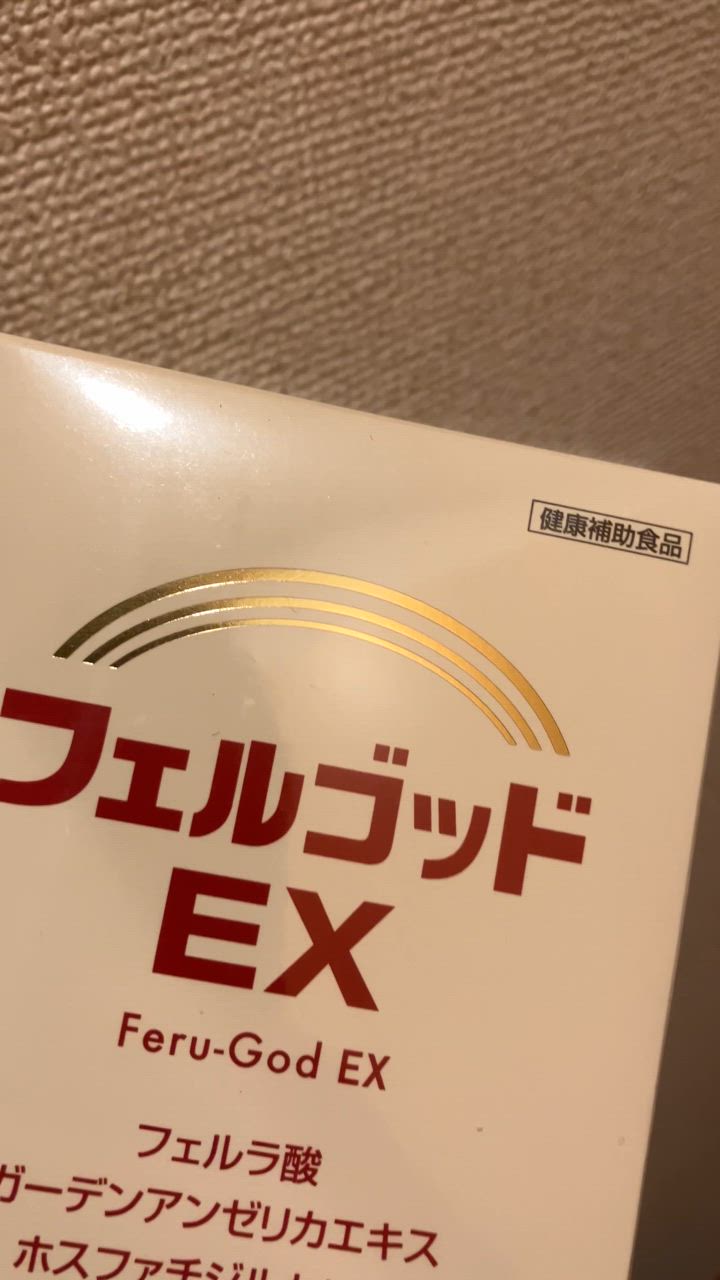 健康補助食品
フェルゴッド
EX
Feru-God EX
フェルラ酸
ガーデンアンゼリカエキス